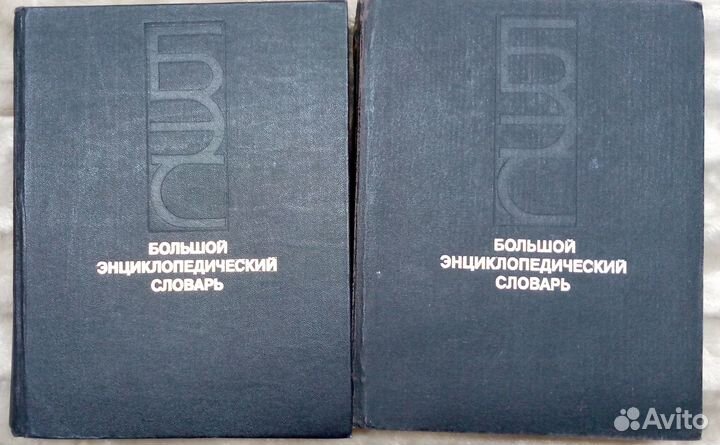 БЭС
БОЛЬШОЙ
ЭНЦИКЛОПЕДИЧЕСКИЙ
СЛОВАРЬ
БЭС
БОЛЬШОЙ
ЭНЦИКЛОПЕДИЧЕСКИЙ
СЛОВАРЬ
Avito